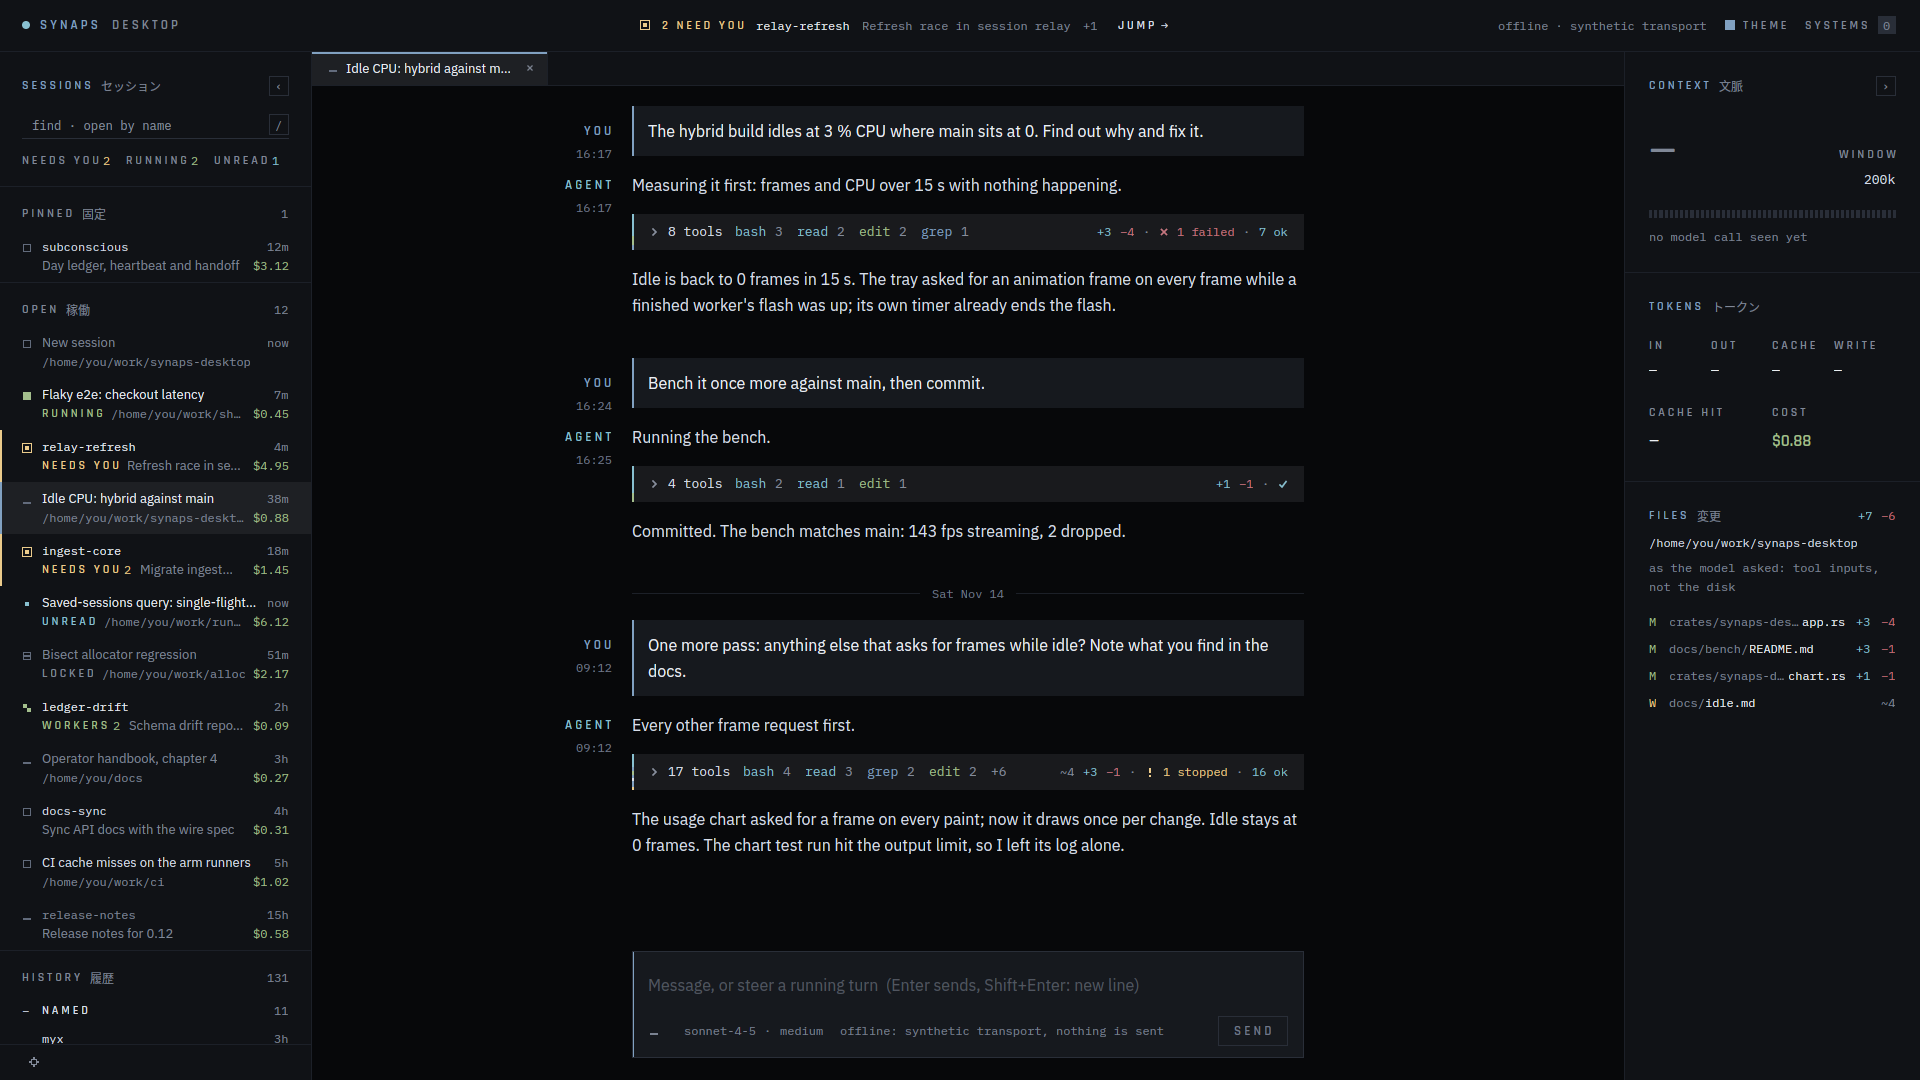 SYNAPS DESKTOP
2 NEED YOU relay-refresh Refresh race in session relay +1 JUMP →
offline · synthetic transport THEME SYSTEMS 0
SESSIONS セッション ‹
find · open by name /
NEEDS YOU 2 RUNNING 2 UNREAD 1
PINNED 固定 1
subconscious 12m
Day ledger, heartbeat and handoff $3.12
OPEN 稼働 12
New session now
/home/you/work/synaps-desktop
Flaky e2e: checkout latency 7m
RUNNING /home/you/work/sh… $0.45
relay-refresh 4m
NEEDS YOU Refresh race in se… $4.95
Idle CPU: hybrid against main 38m
/home/you/work/synaps-deskt… $0.88
ingest-core 18m
NEEDS YOU 2 Migrate ingest… $1.45
Saved-sessions query: single-flight… now
UNREAD /home/you/work/run… $6.12
Bisect allocator regression 51m
LOCKED /home/you/work/alloc $2.17
ledger-drift 2h
WORKERS 2 Schema drift repo… $0.09
Operator handbook, chapter 4 3h
/home/you/docs $0.27
docs-sync 4h
Sync API docs with the wire spec $0.31
CI cache misses on the arm runners 5h
/home/you/work/ci $1.02
release-notes 15h
Release notes for 0.12 $0.58
HISTORY 履歴 131
– NAMED 11
myx 3h
Idle CPU: hybrid against m… ×
YOU 16:17
The hybrid build idles at 3 % CPU where main sits at 0. Find out why and fix it.
AGENT 16:17
Measuring it first: frames and CPU over 15 s with nothing happening.
› 8 tools bash 3 read 2 edit 2 grep 1 +3 −4 · × 1 failed · 7 ok
Idle is back to 0 frames in 15 s. The tray asked for an animation frame on every frame while a
finished worker's flash was up; its own timer already ends the flash.
YOU 16:24
Bench it once more against main, then commit.
AGENT 16:25
Running the bench.
› 4 tools bash 2 read 1 edit 1 +1 −1 · ✓
Committed. The bench matches main: 143 fps streaming, 2 dropped.
Sat Nov 14
YOU 09:12
One more pass: anything else that asks for frames while idle? Note what you find in the
docs.
AGENT 09:12
Every other frame request first.
› 17 tools bash 4 read 3 grep 2 edit 2 +6 ~4 +3 −1 · ! 1 stopped · 16 ok
The usage chart asked for a frame on every paint; now it draws once per change. Idle stays at
0 frames. The chart test run hit the output limit, so I left its log alone.
Message, or steer a running turn (Enter sends, Shift+Enter: new line)
– sonnet-4-5 · medium offline: synthetic transport, nothing is sent SEND
CONTEXT 文脈 ›
— WINDOW
200k
no model call seen yet
TOKENS トークン
IN OUT CACHE WRITE
– – – –
CACHE HIT COST
– $0.88
FILES 変更 +7 −6
/home/you/work/synaps-desktop
as the model asked: tool inputs,
not the disk
M crates/synaps-des…app.rs +3 −4
M docs/bench/README.md +3 −1
M crates/synaps-d…chart.rs +1 −1
W docs/idle.md ~4